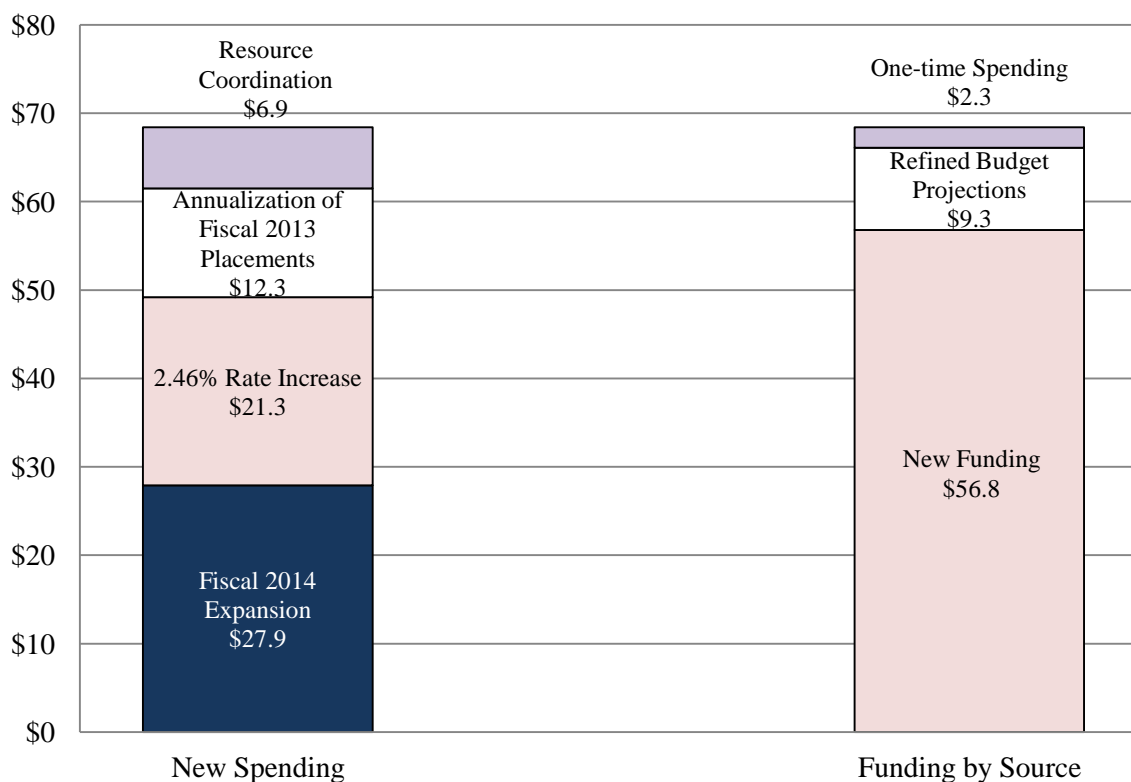 $80
$70
$60
$50
$40
$30
$20
$10
$0
Resource
Coordination
$6.9
Annualization of
Fiscal 2013
Placements
$12.3
2.46% Rate Increase
$21.3
Fiscal 2014
Expansion
$27.9
One-time Spending
$2.3
Refined Budget
Projections
$9.3
New Funding
$56.8
New Spending
Funding by Source